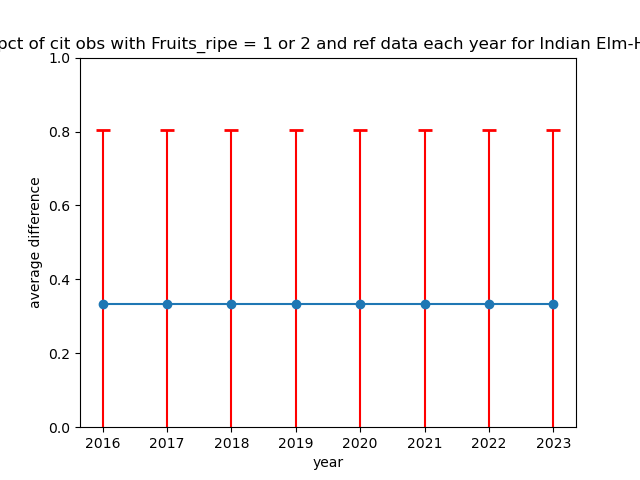 pct of cit obs with Fruits_ripe = 1 or 2 and ref data each year for Indian Elm-H
1.0
0.8
0.6
0.4
0.2
0.0
average difference
2016 2017 2018 2019 2020 2021 2022 2023
year